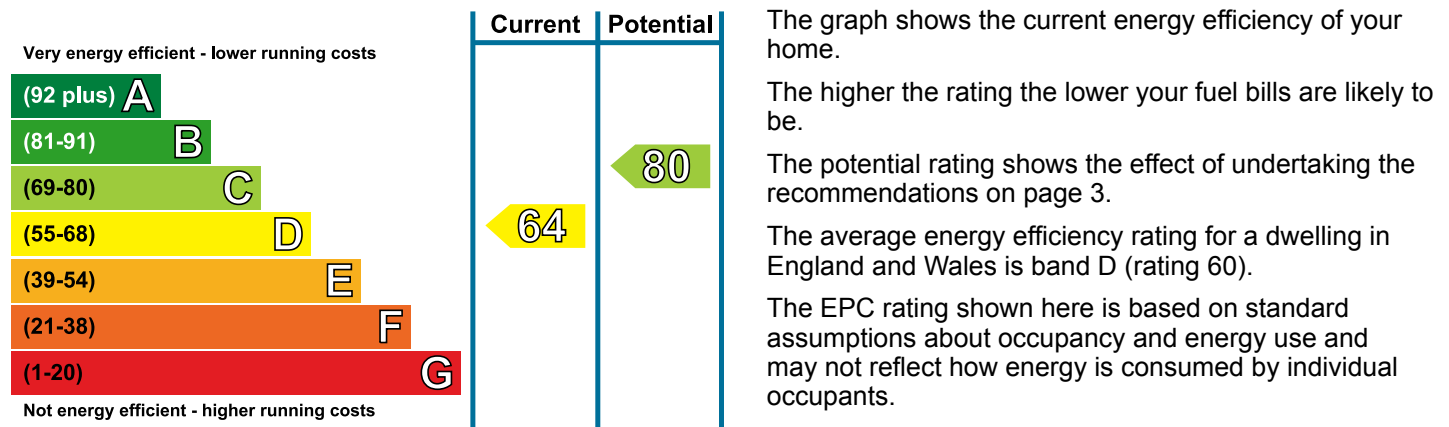 Current Potential
Very energy efficient - lower running costs
(92 plus) A
(81-91) B
80
(69-80) C
(55-68) D
64
(39-54) E
(21-38) F
(1-20) G
Not energy efficient - higher running costs
The graph shows the current energy efficiency of your
home.
The higher the rating the lower your fuel bills are likely to
be.
The potential rating shows the effect of undertaking the
recommendations on page 3.
The average energy efficiency rating for a dwelling in
England and Wales is band D (rating 60).
The EPC rating shown here is based on standard
assumptions about occupancy and energy use and
may not reflect how energy is consumed by individual
occupants.